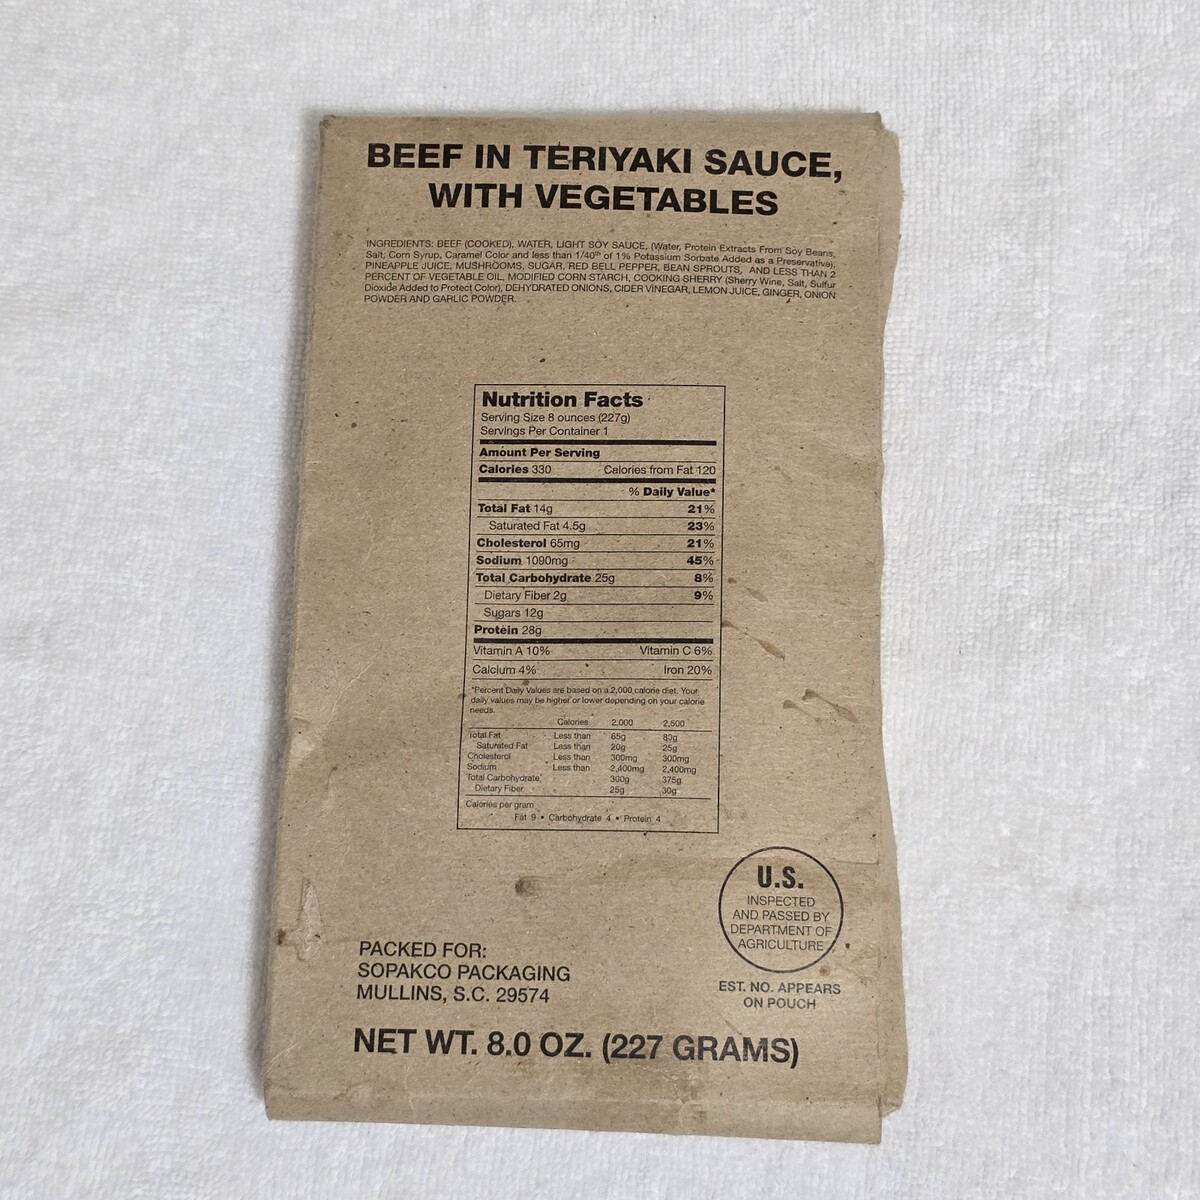 BEEF IN TERIYAKI SAUCE,
WITH VEGETABLES
INGREDIENTS: BEEF (COOKED), WATER, LIGHT SOY SAUCE, (Water, Protein Extracts From Soy Beans,
Salt, Corn Syrup, Caramel Color and less than 1/40th of 1% Potassium Sorbate Added as a Preservative),
PINEAPPLE JUICE, MUSHROOMS, SUGAR, RED BELL PEPPER, BEAN SPROUTS, AND LESS THAN 2
PERCENT OF VEGETABLE OIL, MODIFIED CORN STARCH, COOKING SHERRY (Sherry Wine, Salt, Sulfur
Dioxide Added to Protect Color), DEHYDRATED ONIONS, CIDER VINEGAR, LEMON JUICE, GINGER, ONION
POWDER AND GARLIC POWDER.
Nutrition Facts
Serving Size 8 ounces (227g)
Servings Per Container 1
Amount Per Serving
Calories 330 Calories from Fat 120
% Daily Value*
Total Fat 14g 21%
Saturated Fat 4.5g 23%
Cholesterol 65mg 21%
Sodium 1090mg 45%
Total Carbohydrate 25g 8%
Dietary Fiber 2g 9%
Sugars 12g
Protein 28g
Vitamin A 10% Vitamin C 6%
Calcium 4% Iron 20%
*Percent Daily Values are based on a 2,000 calorie diet. Your
daily values may be higher or lower depending on your calorie
needs.
Calories 2,000 2,500
Total Fat Less than 65g 80g
Saturated Fat Less than 20g 25g
Cholesterol Less than 300mg 300mg
Sodium Less than 2,400mg 2,400mg
Total Carbohydrate 300g 375g
Dietary Fiber 25g 30g
Calories per gram
Fat 9 • Carbohydrate 4 • Protein 4
U.S.
INSPECTED
AND PASSED BY
DEPARTMENT OF
AGRICULTURE
EST. NO. APPEARS
ON POUCH
PACKED FOR:
SOPAKCO PACKAGING
MULLINS, S.C. 29574
NET WT. 8.0 OZ. (227 GRAMS)